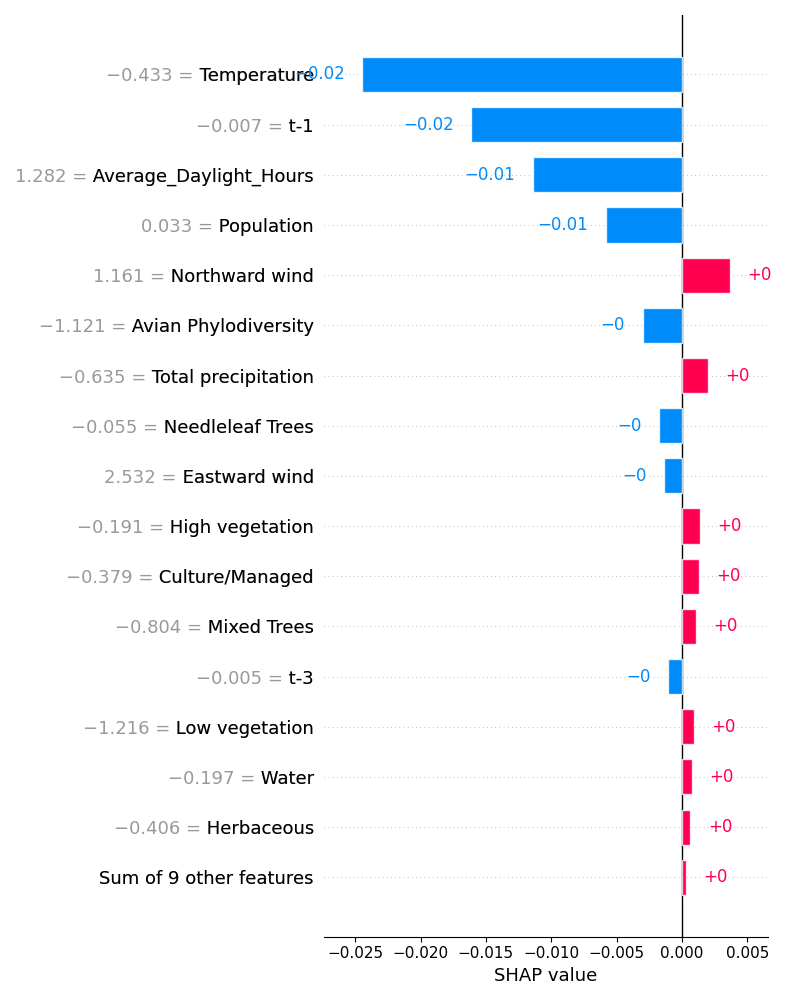 −0.433 = Temperature −0.02
−0.007 = t-1 −0.02
1.282 = Average_Daylight_Hours −0.01
0.033 = Population −0.01
1.161 = Northward wind +0
−1.121 = Avian Phylodiversity −0
−0.635 = Total precipitation +0
−0.055 = Needleleaf Trees −0
2.532 = Eastward wind −0
−0.191 = High vegetation +0
−0.379 = Culture/Managed +0
−0.804 = Mixed Trees +0
−0.005 = t-3 −0
−1.216 = Low vegetation +0
−0.197 = Water +0
−0.406 = Herbaceous +0
Sum of 9 other features +0
−0.025 −0.020 −0.015 −0.010 −0.005 0.000 0.005
SHAP value